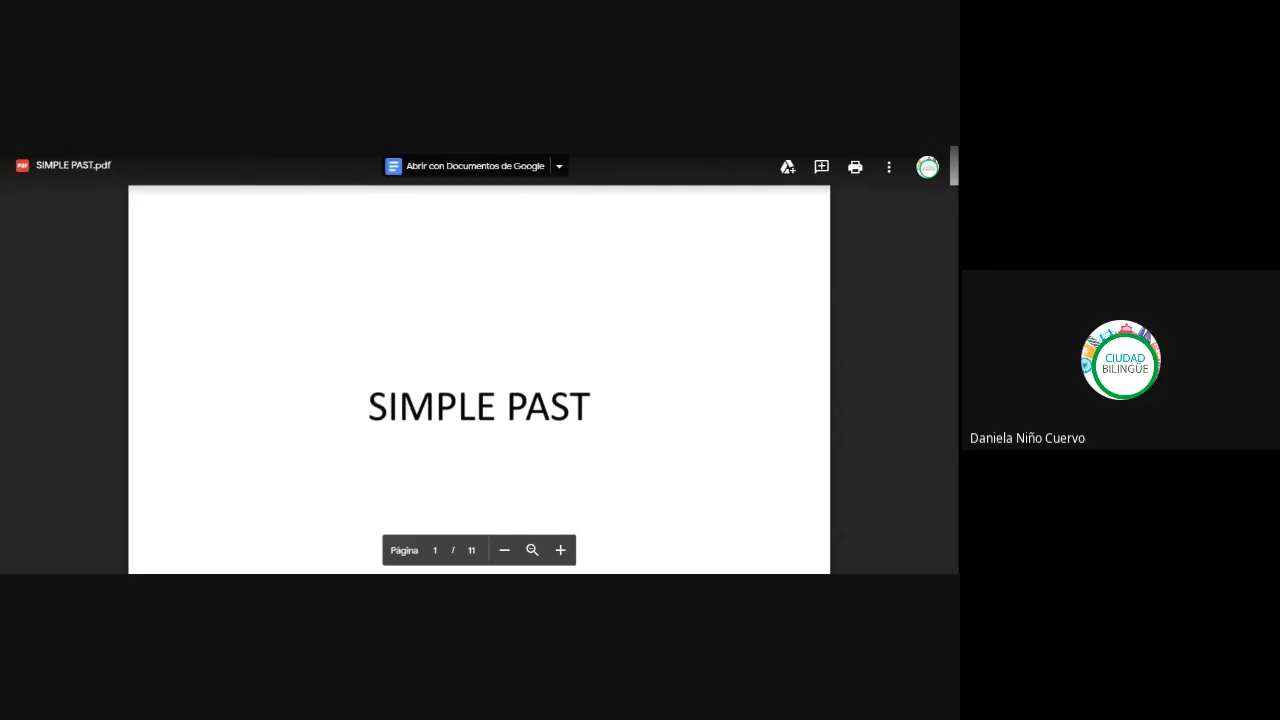 SIMPLE PAST.pdf
Abrir con Documentos de Google
SIMPLE PAST
Página 1 / 11
CIUDAD
BILINGÜE
Daniela Niño Cuervo